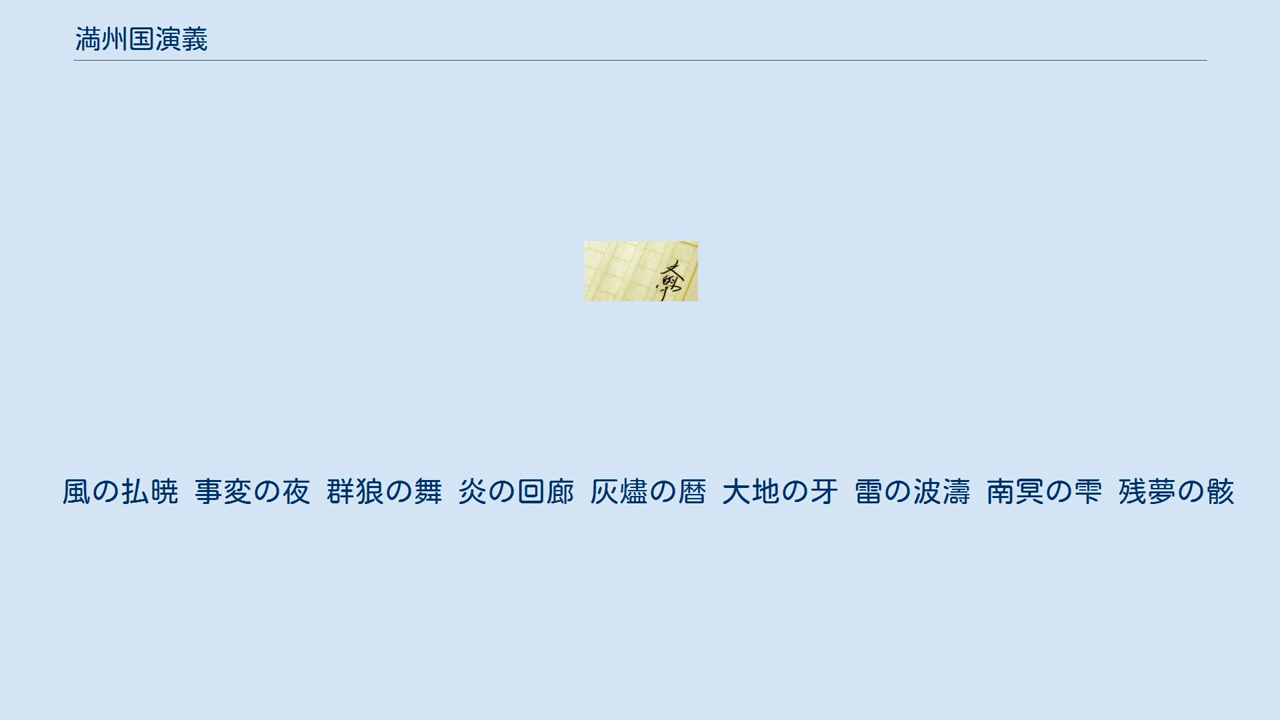 満州国演義
風の払暁 事変の夜 群狼の舞 炎の回廊 灰燼の暦 大地の牙 雷の波濤 南冥の雫 残夢の骸